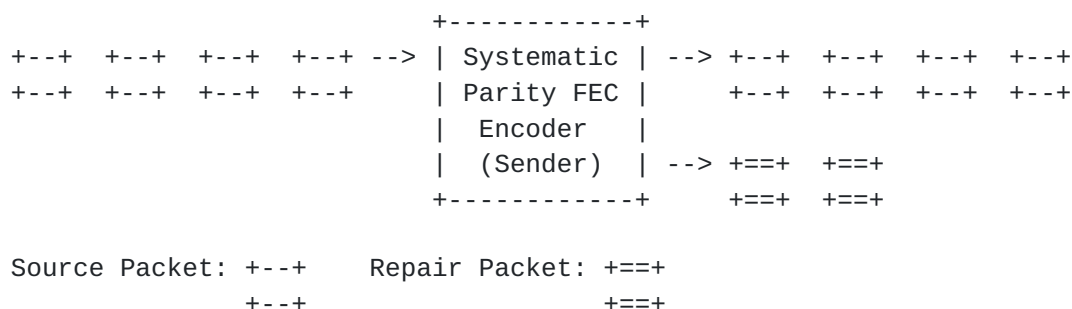 +------------+
+--+  +--+  +--+  +--+ --> | Systematic | --> +--+  +--+  +--+  +--+
+--+  +--+  +--+  +--+     | Parity FEC |     +--+  +--+  +--+  +--+
                           |  Encoder   |
                           |  (Sender)  | --> +==+  +==+
                           +------------+     +==+  +==+

Source Packet: +--+    Repair Packet: +==+
               +--+                   +==+